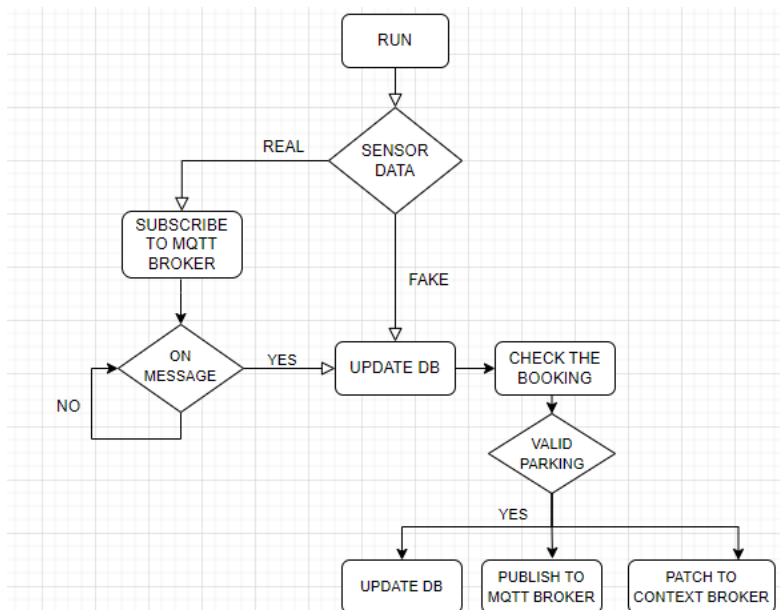 RUN
SENSOR
DATA
REAL
SUBSCRIBE
TO MQTT
BROKER
FAKE
ON
MESSAGE
YES
NO
UPDATE DB
CHECK THE
BOOKING
VALID
PARKING
YES
UPDATE DB
PUBLISH TO
MQTT BROKER
PATCH TO
CONTEXT BROKER